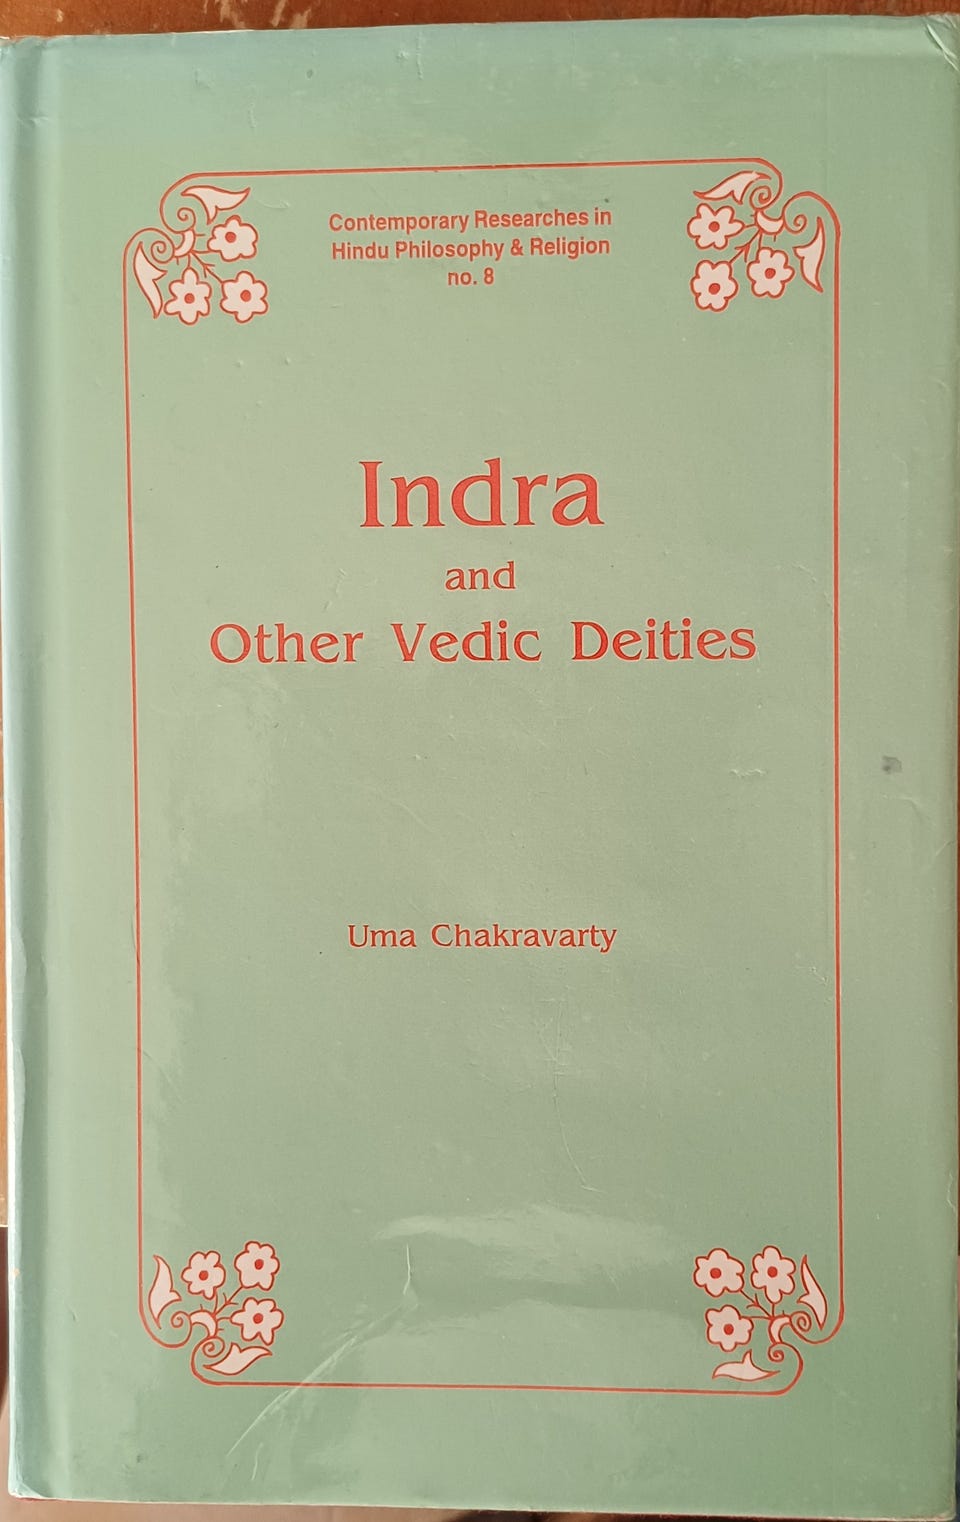 Contemporary Researches in
Hindu Philosophy & Religion
no. 8
Indra
and
Other Vedic Deities
Uma Chakravarty